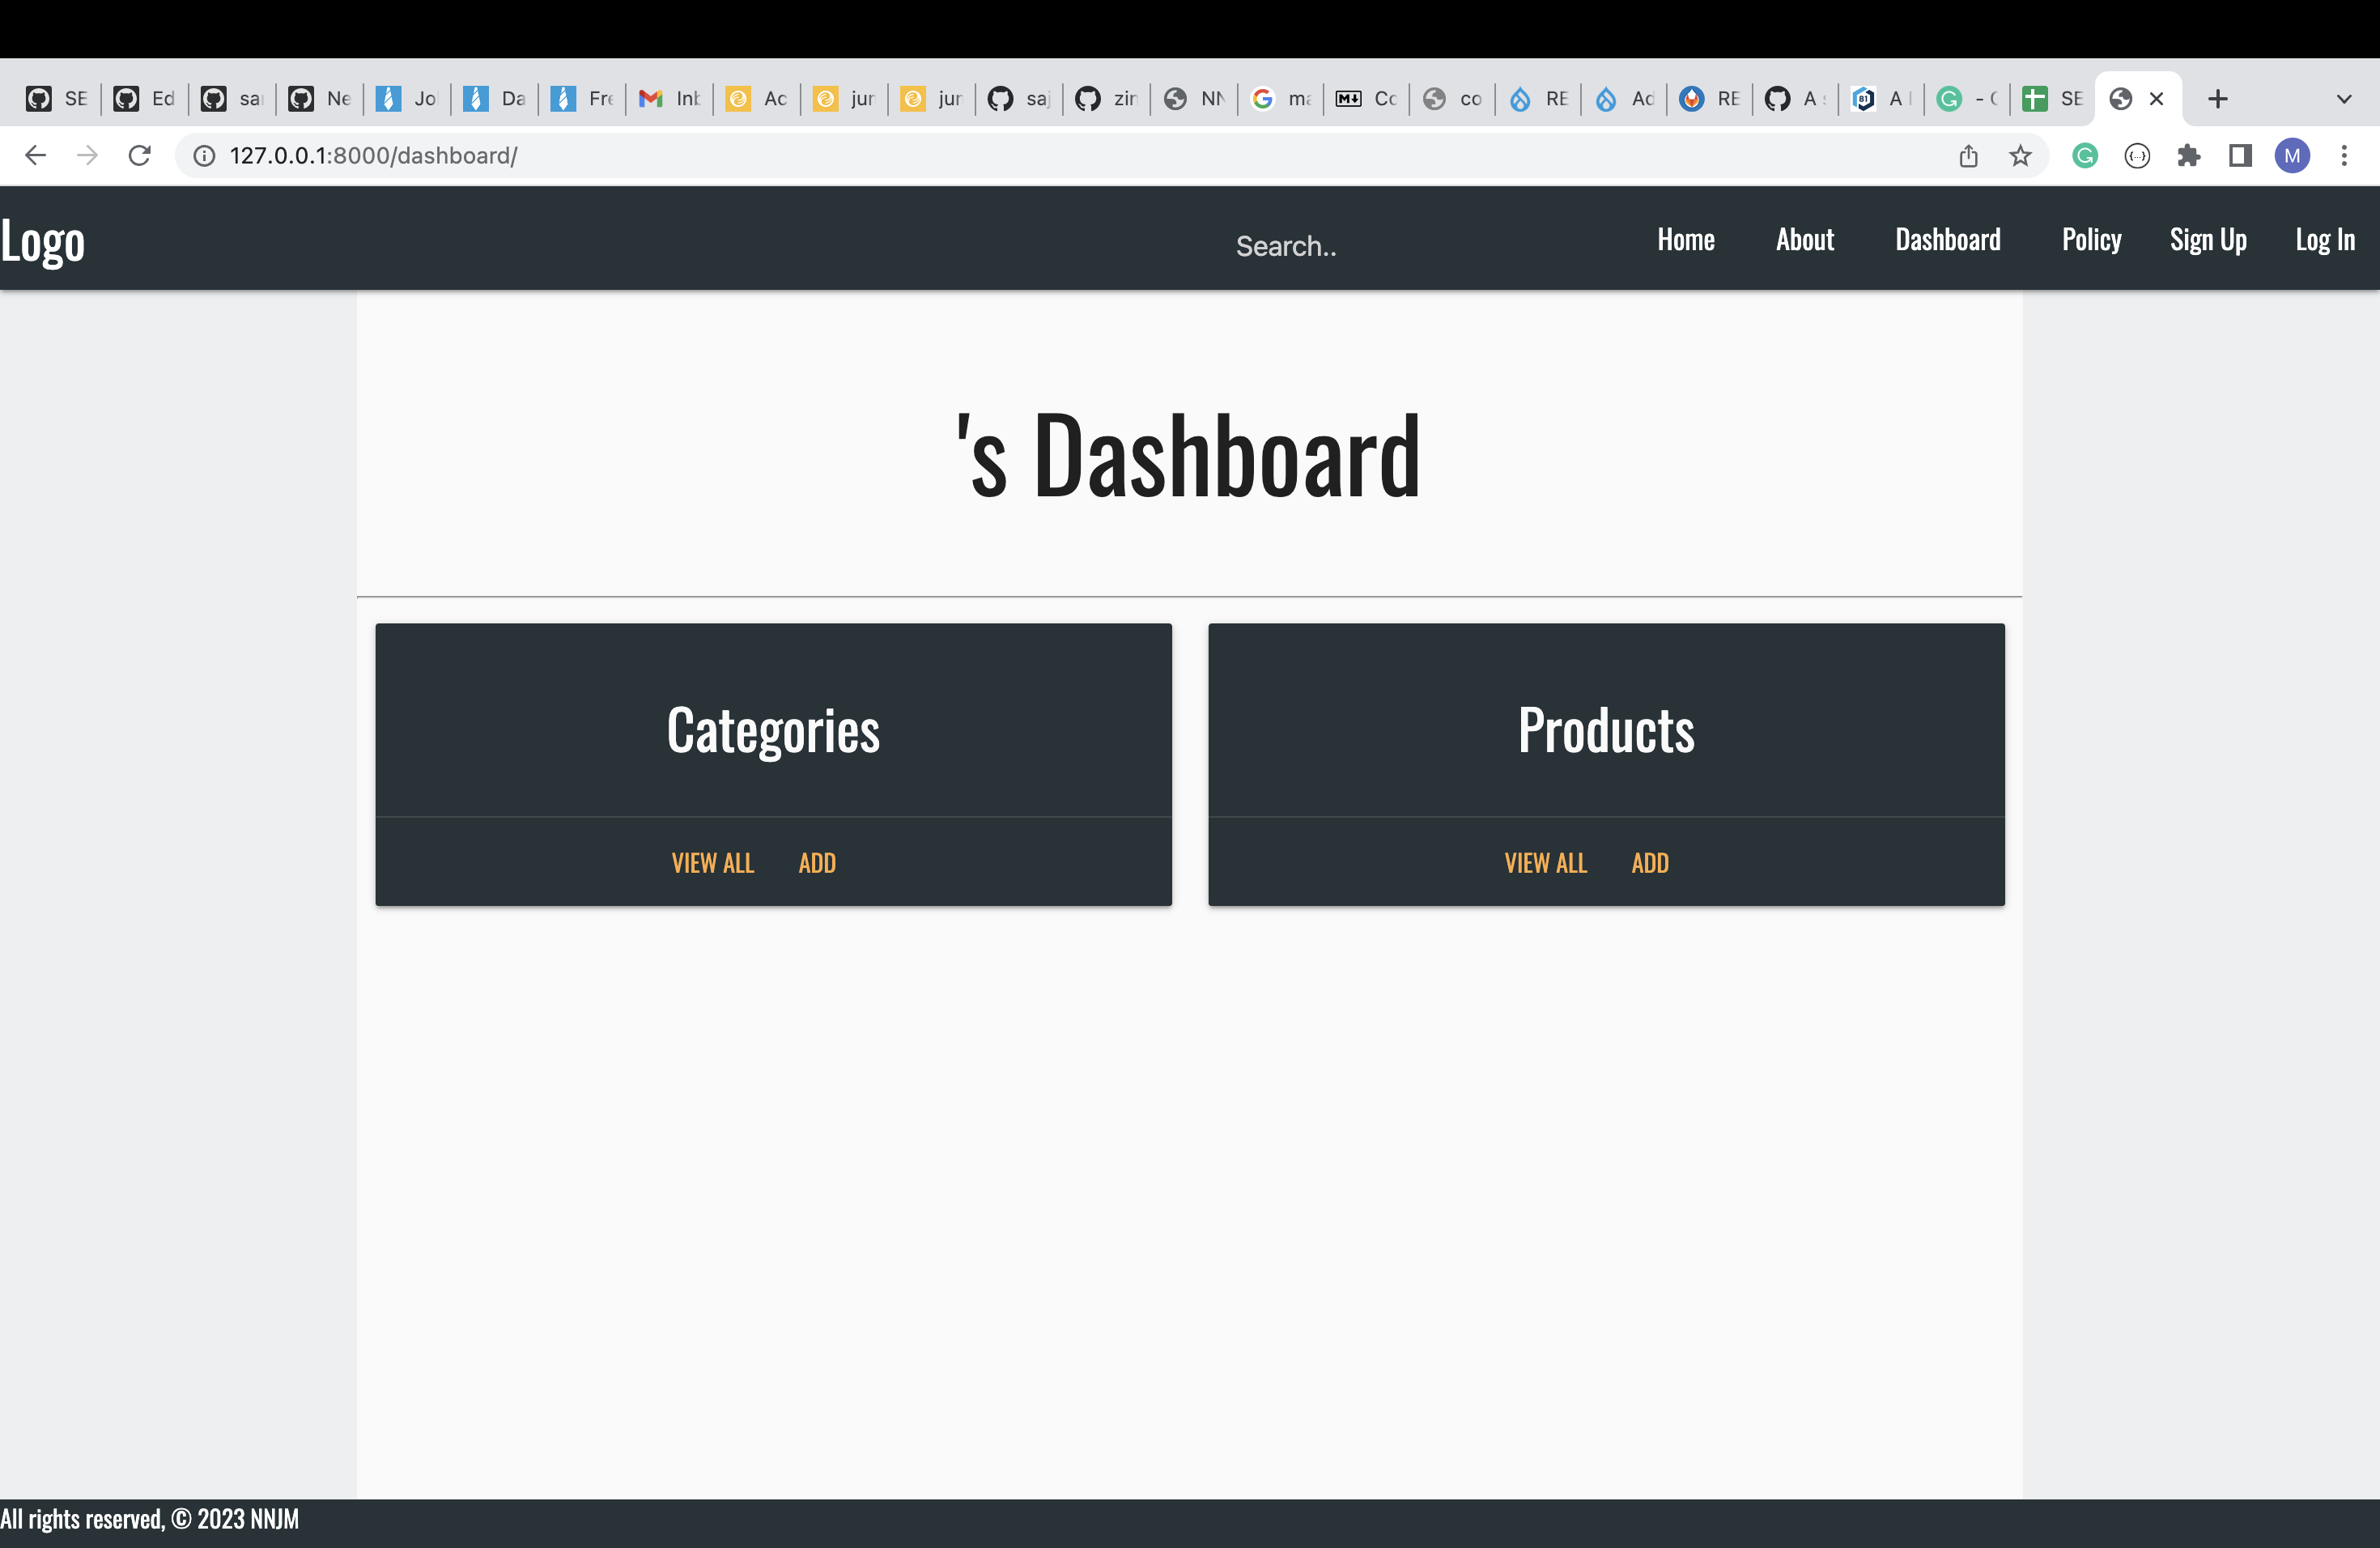 SE Ed sa Ne Jo Da Fre Inb Ac jur jur saj zin NN ma Co co RE Ad RE A A - SE
127.0.0.1:8000/dashboard/ M
Logo Search.. Home About Dashboard Policy Sign Up Log In
's Dashboard
Categories Products
VIEW ALL ADD VIEW ALL ADD
All rights reserved, © 2023 NNJM